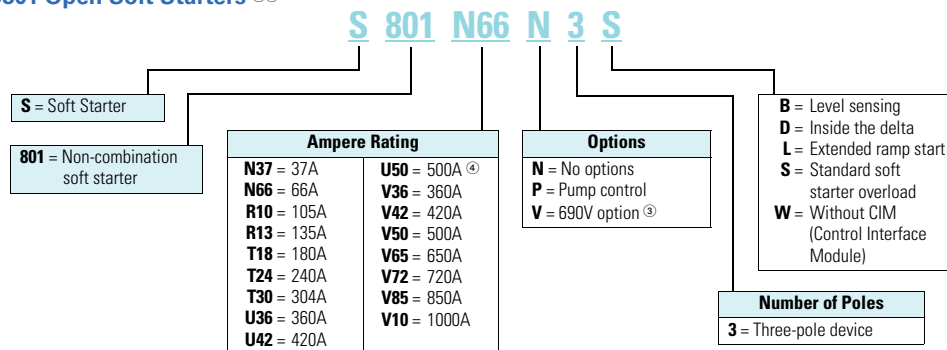 S801 Open Soft Starters
S 801 N66 N 3 S
S = Soft Starter
801 = Non-combination
soft starter
Ampere Rating
N37 = 37A
N66 = 66A
R10 = 105A
R13 = 135A
T18 = 180A
T24 = 240A
T30 = 304A
U36 = 360A
U42 = 420A
U50 = 500A ④
V36 = 360A
V42 = 420A
V50 = 500A
V65 = 650A
V72 = 720A
V85 = 850A
V10 = 1000A
Options
N = No options
P = Pump control
V = 690V option ③
B = Level sensing
D = Inside the delta
L = Extended ramp start
S = Standard soft
starter overload
W = Without CIM
(Control Interface
Module)
Number of Poles
3 = Three-pole device